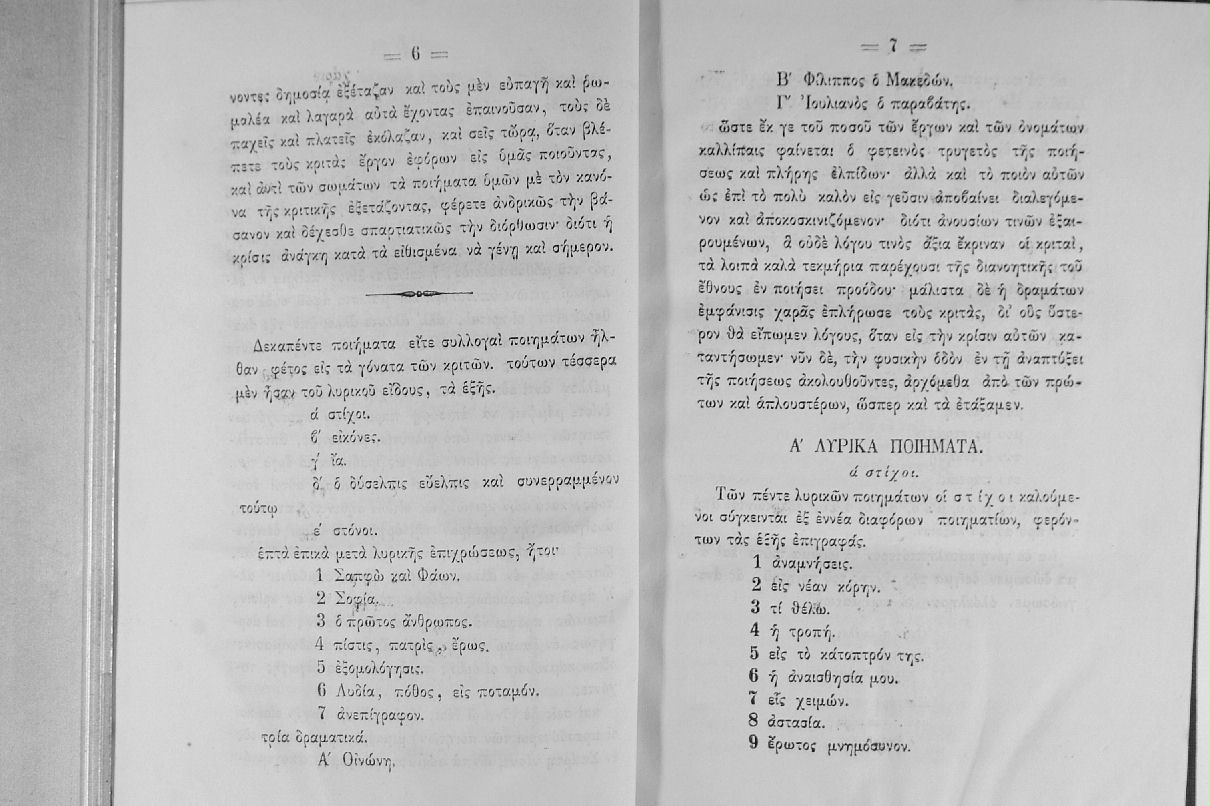 = 6 =
νοντες δημοσίᾳ ἐξέταζαν καὶ τοὺς μὲν εὐπαγῆ καὶ ῥω-
μαλέα καὶ λαγαρὰ αὐτὰ ἔχοντας ἐπαινοῦσαν, τοὺς δὲ
παχεῖς καὶ πλατεῖς ἐκόλαζαν, καὶ σεῖς τῶρα, ὅταν βλέ-
πετε τοὺς κριτὰς ἔργον ἐφόρων εἰς ὑμᾶς ποιοῦντας,
καὶ ἀντὶ τῶν σωμάτων τὰ ποιήματα ὑμῶν μὲ τὸν κανό-
να τῆς κριτικῆς ἐξετάζοντας, φέρετε ἀνδρικῶς τὴν βά-
σανον καὶ δέχεσθε σπαρτιατικῶς τὴν διόρθωσιν· διότι ἡ
κρίσις ἀνάγκη κατὰ τὰ εἰθισμένα νὰ γένῃ καὶ σήμερον.
Δεκαπέντε ποιήματα εἴτε συλλογαὶ ποιημάτων ἦλ-
θαν φέτος εἰς τὰ γόνατα τῶν κριτῶν. τούτων τέσσερα
μὲν ἦσαν τοῦ λυρικοῦ εἴδους, τὰ ἑξῆς.
ά στίχοι.
β′ εἰκόνες.
γ′ ἴα.
δ′. ὁ δύσελπις εὔελπις καὶ συνερραμμένον
τούτῳ
ε′ στόνοι.
ἑπτὰ ἐπικὰ μετὰ λυρικῆς ἐπιχρώσεως, ἤτοι·
1 Σαπφὼ καὶ Φάων.
2 Σοφία.
3 ὁ πρῶτος ἄνθρωπος.
4 πίστις, πατρὶς, ἔρως.
5 ἐξομολόγησις.
6 Λυδία, πόθος, εἰς ποταμόν.
7 ἀνεπίγραφον.
τρία δραματικά.
Α′ Οἰνώνη.
= 7 =
Β′ Φίλιππος ὁ Μακεδών.
Γ′ Ἰουλιανὸς ὁ παραβάτης.
ὥστε ἔκ γε τοῦ ποσοῦ τῶν ἔργων καὶ τῶν ὀνομάτων
καλλίπαις φαίνεται ὁ φετεινὸς τρυγετὸς τῆς ποιή-
σεως καὶ πλήρης ἐλπίδων· ἀλλὰ καὶ τὸ ποιὸν αὐτῶν
ὡς ἐπὶ τὸ πολὺ καλὸν εἰς γεῦσιν ἀποβαίνει διαλεγόμε-
νον καὶ ἀποκοσκινιζόμενον· διότι ἀνουσίων τινῶν ἐξαι-
ρουμένων, ἃ οὐδὲ λόγου τινὸς ἄξια ἔκριναν οἱ κριταὶ,
τὰ λοιπὰ καλὰ τεκμήρια παρέχουσι τῆς διανοητικῆς τοῦ
ἔθνους ἐν ποιήσει προόδου· μάλιστα δὲ ἡ δραμάτων
ἐμφάνισις χαρᾶς ἐπλήρωσε τοὺς κριτὰς, δι' οὓς ὕστε-
ρον θὰ εἴπωμεν λόγους, ὅταν εἰς τὴν κρίσιν αὐτῶν κα-
ταντήσωμεν· νῦν δὲ, τὴν φυσικὴν ὁδὸν ἐν τῇ ἀναπτύξει
τῆς ποιήσεως ἀκολουθοῦντες, ἀρχόμεθα ἀπὸ τῶν πρώ-
των καὶ ἁπλουστέρων, ὥσπερ καὶ τὰ ἐτάξαμεν.
Α′ ΛΥΡΙΚΑ ΠΟΙΗΜΑΤΑ.
ά στίχοι.
Τῶν πέντε λυρικῶν ποιημάτων οἱ στίχοι καλούμε-
νοι σύγκεινται ἐξ ἐννέα διαφόρων ποιηματίων, φερόν-
των τὰς ἑξῆς ἐπιγραφάς.
1 ἀναμνήσεις.
2 εἰς νέαν κόρην.
3 τί θέλω.
4 ἡ τροπή.
5 εἰς τὸ κάτοπτρόν της.
6 ἡ ἀναισθησία μου.
7 εἷς χειμών.
8 ἀστασία.
9 ἔρωτος μνημόσυνον.